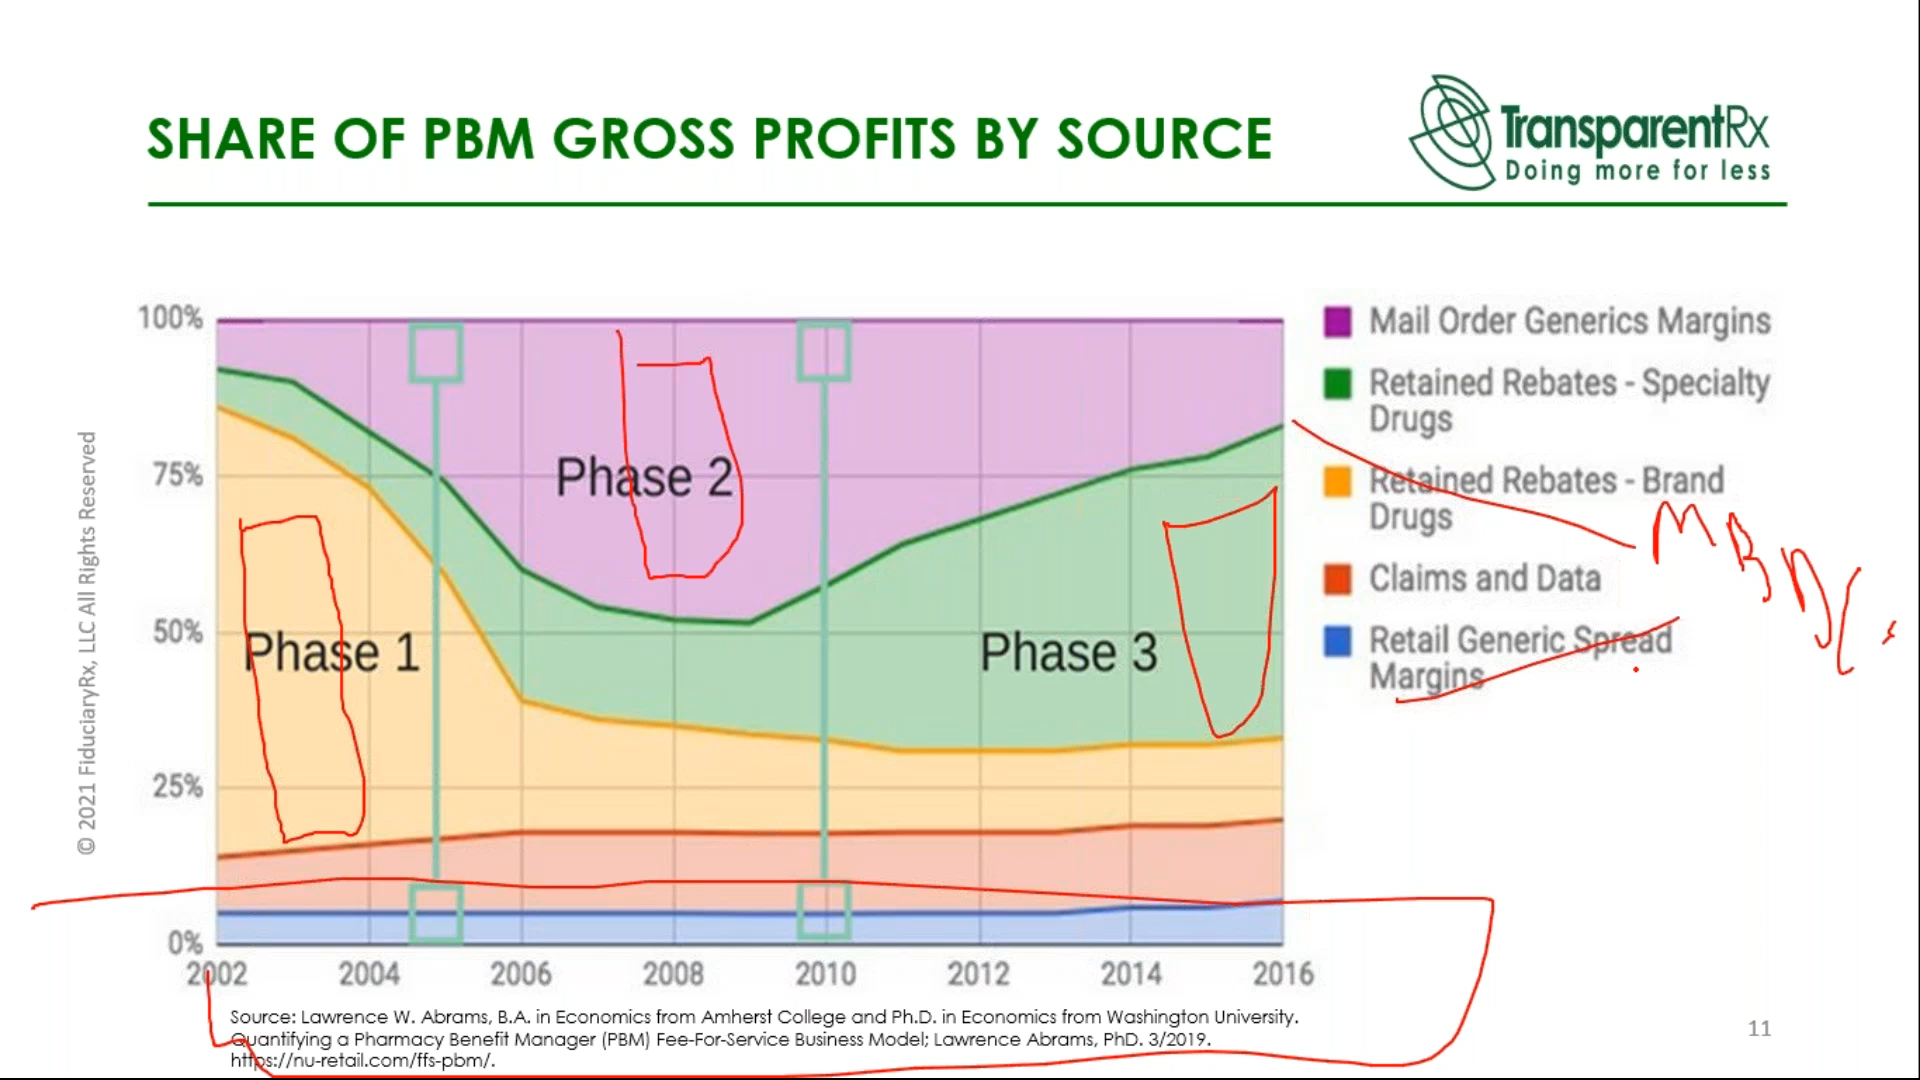 SHARE OF PBM GROSS PROFITS BY SOURCE
TransparentRx
Doing more for less
© 2021 FiduciaryRx, LLC All Rights Reserved
100%
75%
50%
25%
0%
Phase 1
Phase 2
Phase 3
2002 2004 2006 2008 2010 2012 2014 2016
Mail Order Generics Margins
Retained Rebates - Specialty
Drugs
Retained Rebates - Brand
Drugs
Claims and Data
Retail Generic Spread
Margins
Source: Lawrence W. Abrams, B.A. in Economics from Amherst College and Ph.D. in Economics from Washington University.
Quantifying a Pharmacy Benefit Manager (PBM) Fee-For-Service Business Model; Lawrence Abrams, PhD. 3/2019.
https://nu-retail.com/ffs-pbm/.
11